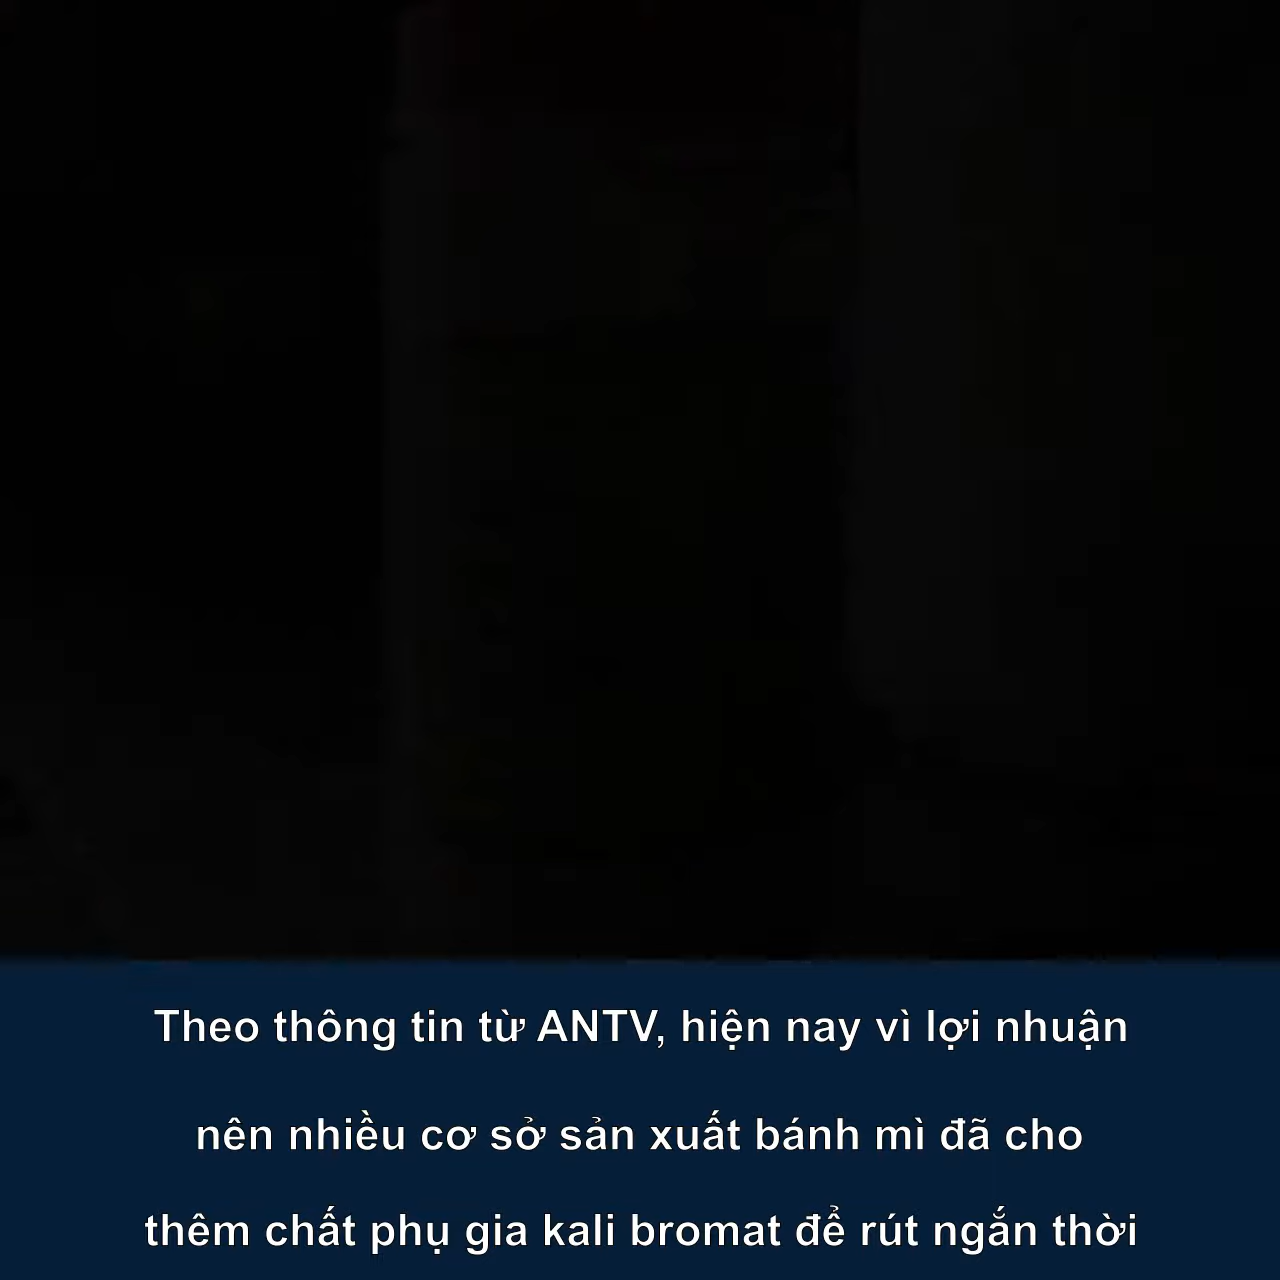 Theo thông tin từ ANTV, hiện nay vì lợi nhuận
nên nhiều cơ sở sản xuất bánh mì đã cho
thêm chất phụ gia kali bromat để rút ngắn thời